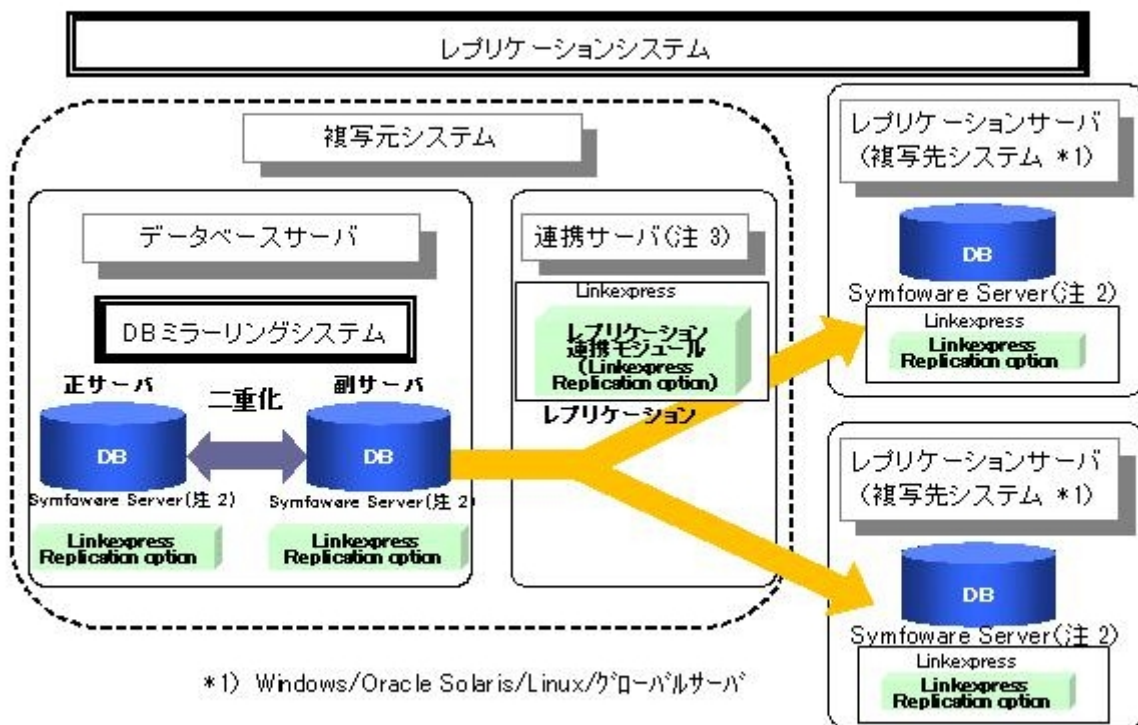 レプリケーションシステム
複写元システム
データベースサーバ
DBミラーリングシステム
正サーバ
二重化
副サーバ
DB
DB
Symfoware Server(注 2)
Symfoware Server(注 2)
Linkexpress
Replication option
Linkexpress
Replication option
連携サーバ(注 3)
Linkexpress
レプリケーション
連携モジュール
(Linkexpress
Replication option)
レプリケーション
レプリケーションサーバ
(複写先システム *1)
DB
Symfoware Server(注 2)
Linkexpress
Linkexpress
Replication option
レプリケーションサーバ
(複写先システム *1)
DB
Symfoware Server(注 2)
Linkexpress
Linkexpress
Replication option
*1) Windows/Oracle Solaris/Linux/グローバルサーバ